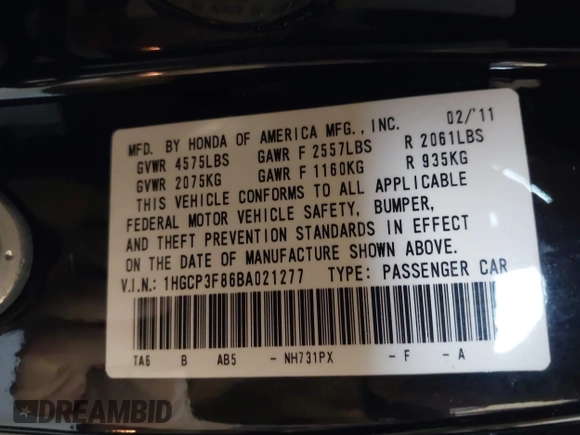 MFD. BY HONDA OF AMERICA MFG., INC. 02/'11
GVWR 4575LBS GAWR F 2557LBS R 2061LBS
GVWR 2075KG GAWR F 1160KG R 935KG
THIS VEHICLE CONFORMS TO ALL APPLICABLE
FEDERAL MOTOR VEHICLE SAFETY, BUMPER,
AND THEFT PREVENTION STANDARDS IN EFFECT
ON THE DATE OF MANUFACTURE SHOWN ABOVE.
V.I.N.: 1HGCP3F86BA021277 TYPE: PASSENGER CAR
TA6 B AB5 - NH731PX - F - A
DREAMBID